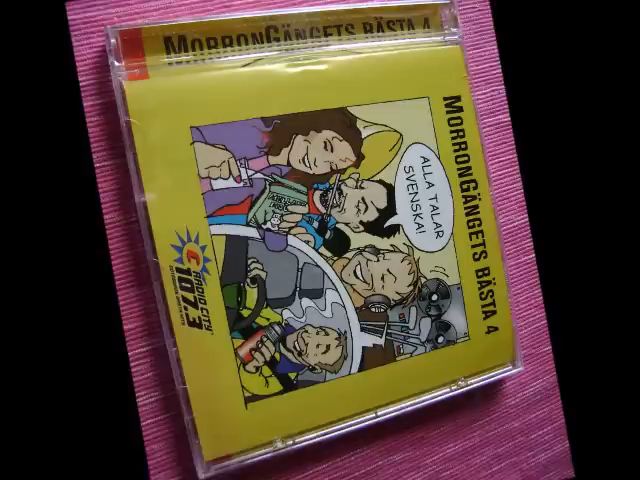 MORRONGÄNGETS BÄSTA 4
MORRONGÄNGETS BÄSTA 4
ALLA TALAR
SVENSKA!
RADIO CITY
107.3